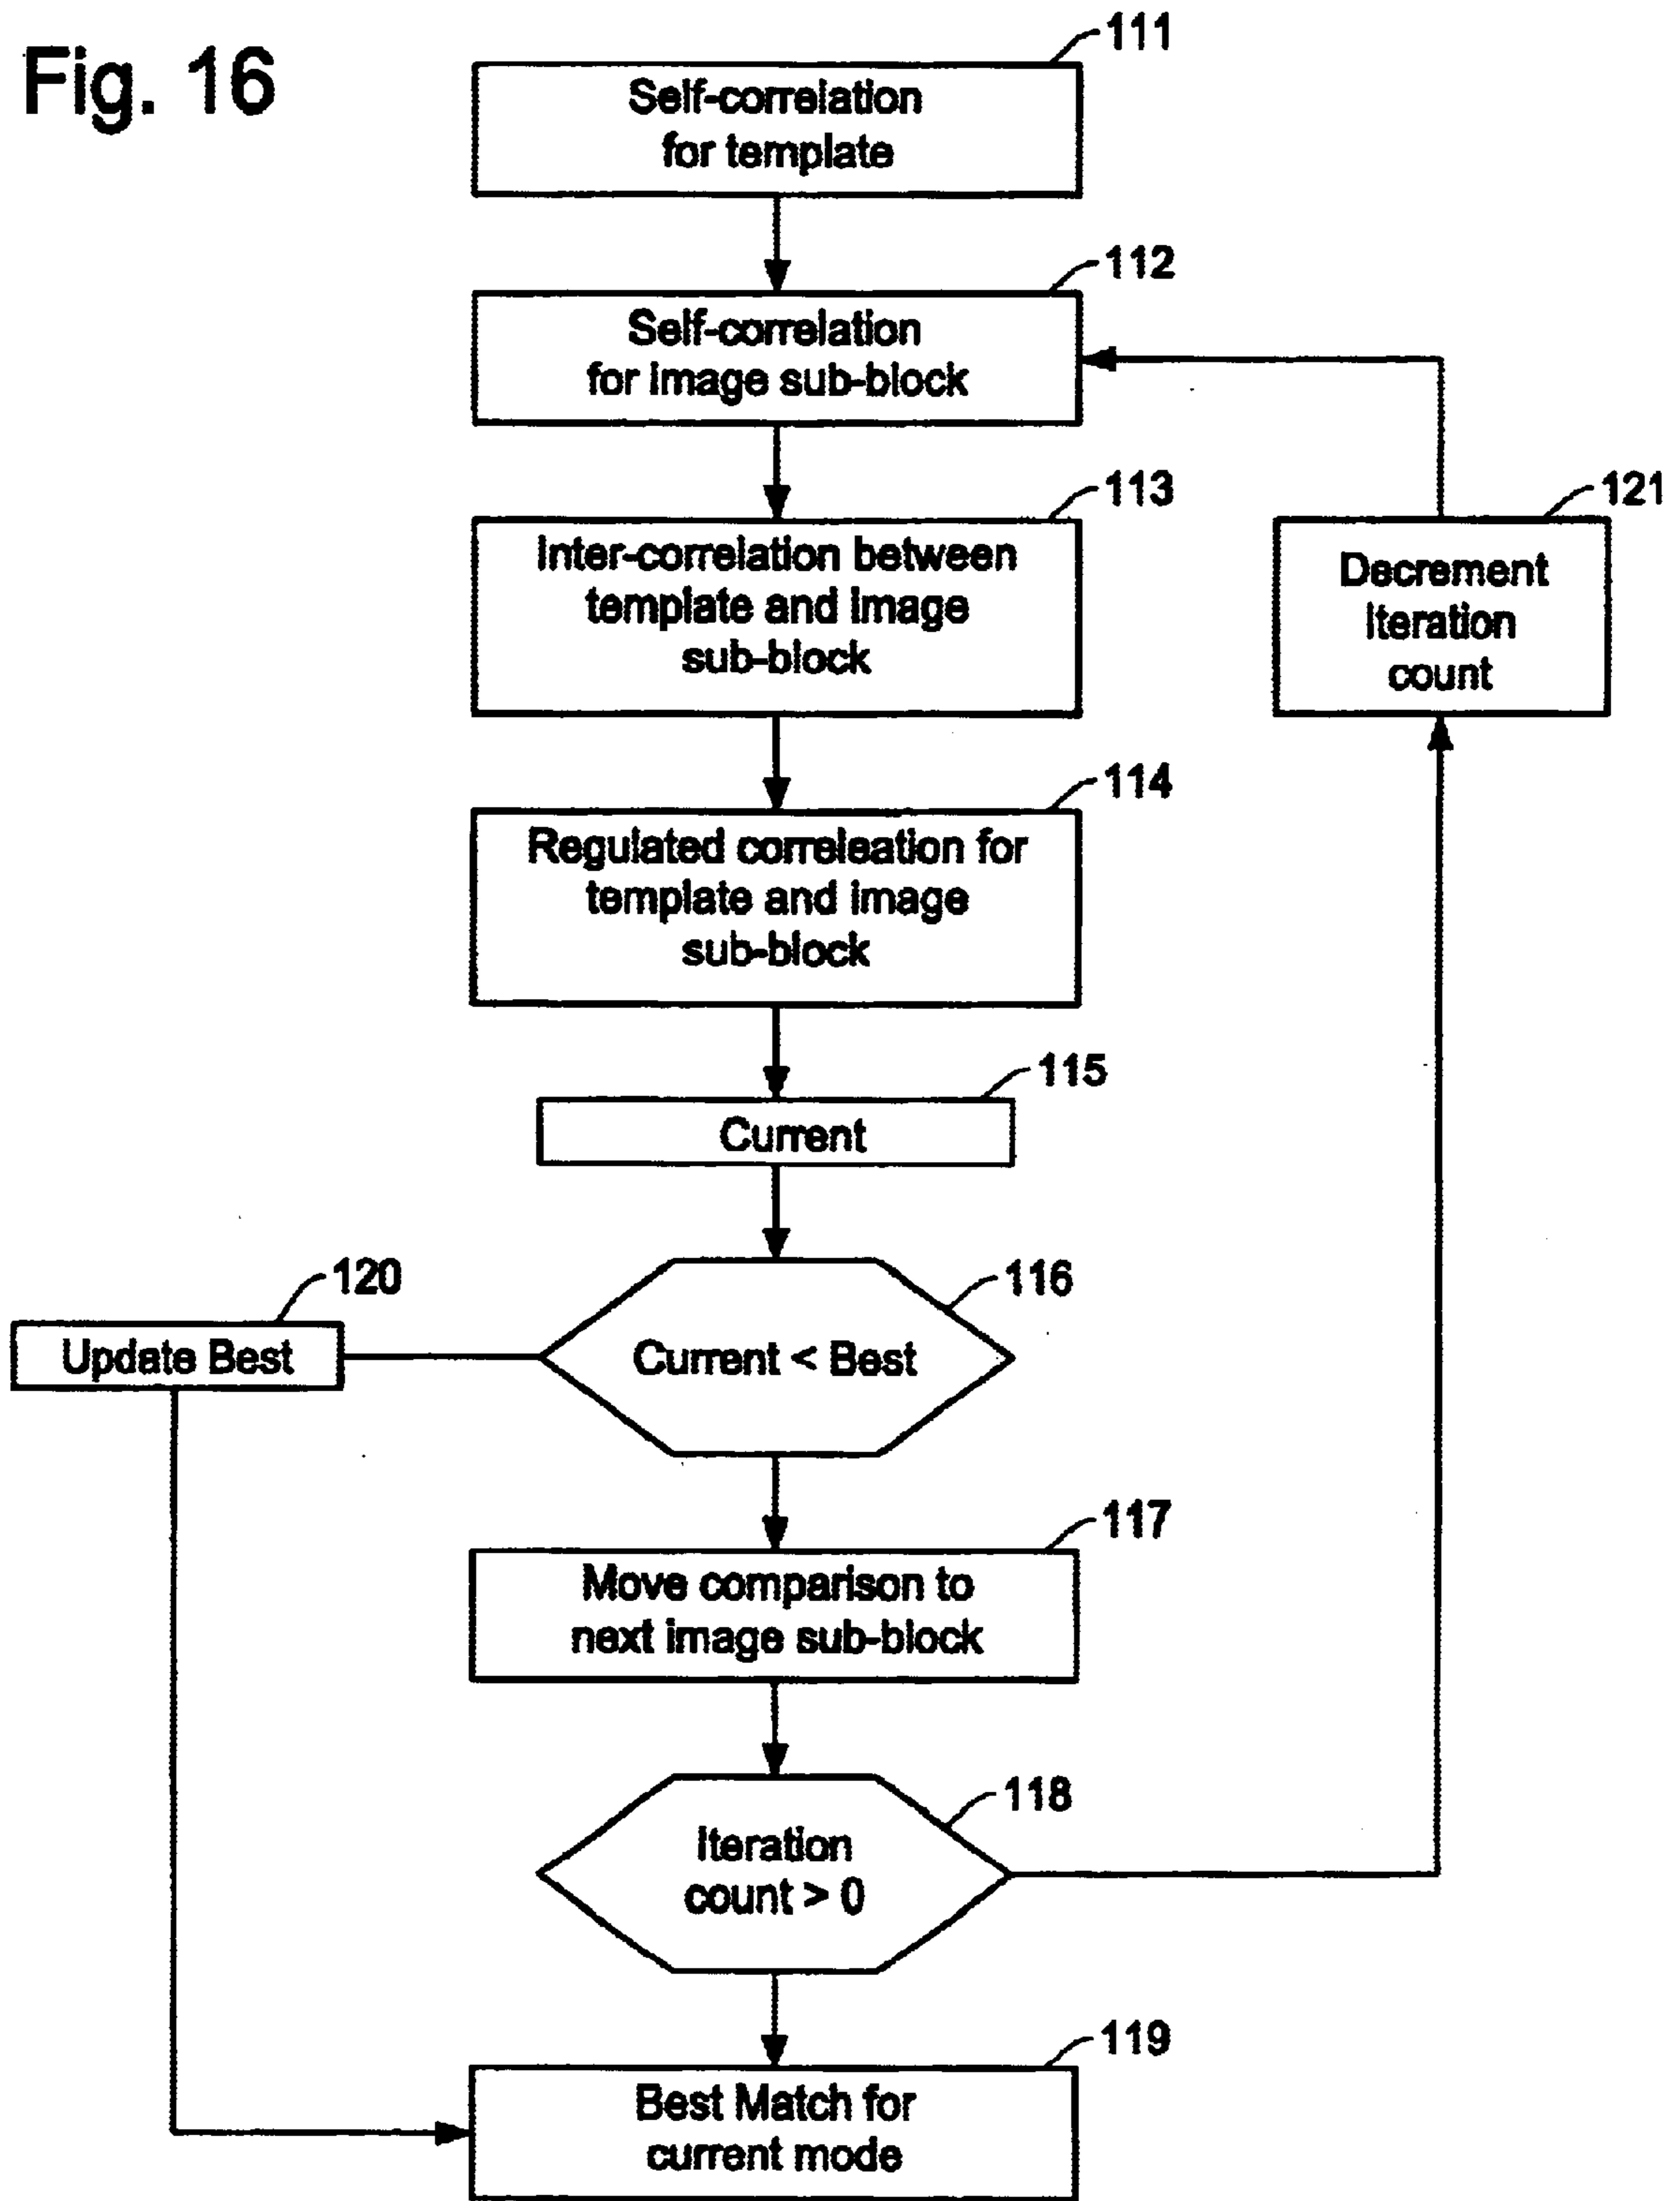 Fig. 16
111
Self-correlation
for template
112
Self-correlation
for image sub-block
113
Inter-correlation between
template and image
sub-block
121
Decrement
Iteration
count
114
Regulated correleation for
template and image
sub-block
115
Current
116
Current < Best
120
Update Best
117
Move comparison to
next image sub-block
118
Iteration
count > 0
119
Best Match for
current mode